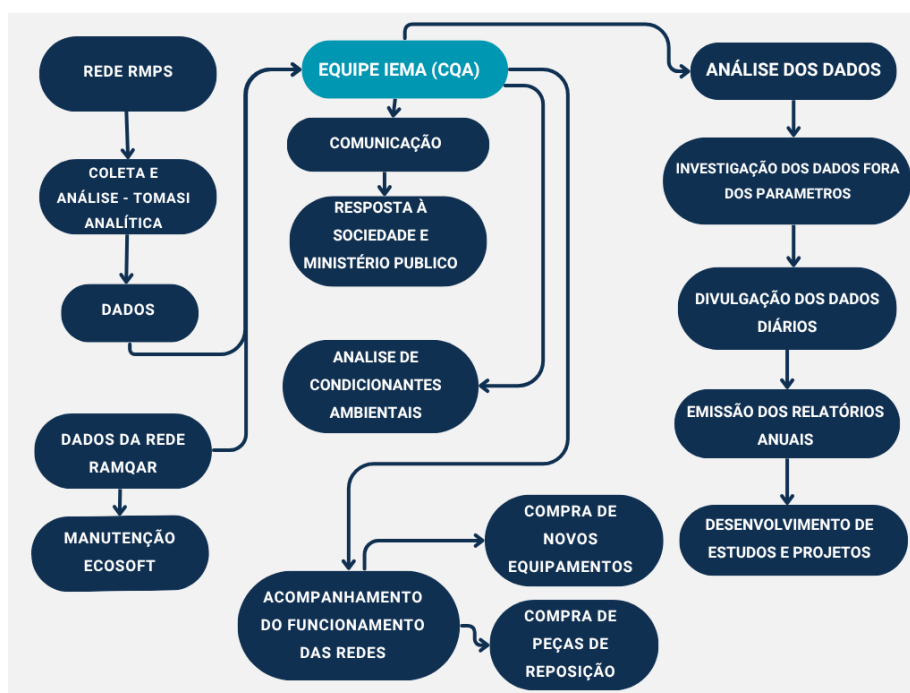 REDE RMPS
COLETA E
ANÁLISE - TOMASI
ANALÍTICA
DADOS
DADOS DA REDE
RAMQAR
MANUTENÇÃO
ECOSOFT
EQUIPE IEMA (CQA)
COMUNICAÇÃO
RESPOSTA À
SOCIEDADE E
MINISTÉRIO PUBLICO
ANALISE DE
CONDICIONANTES
AMBIENTAIS
ACOMPANHAMENTO
DO FUNCIONAMENTO
DAS REDES
COMPRA DE
NOVOS
EQUIPAMENTOS
COMPRA DE
PEÇAS DE
REPOSIÇÃO
ANÁLISE DOS DADOS
INVESTIGAÇÃO DOS DADOS FORA
DOS PARAMETROS
DIVULGAÇÃO DOS DADOS
DIÁRIOS
EMISSÃO DOS RELATÓRIOS
ANUAIS
DESENVOLVIMENTO DE
ESTUDOS E PROJETOS